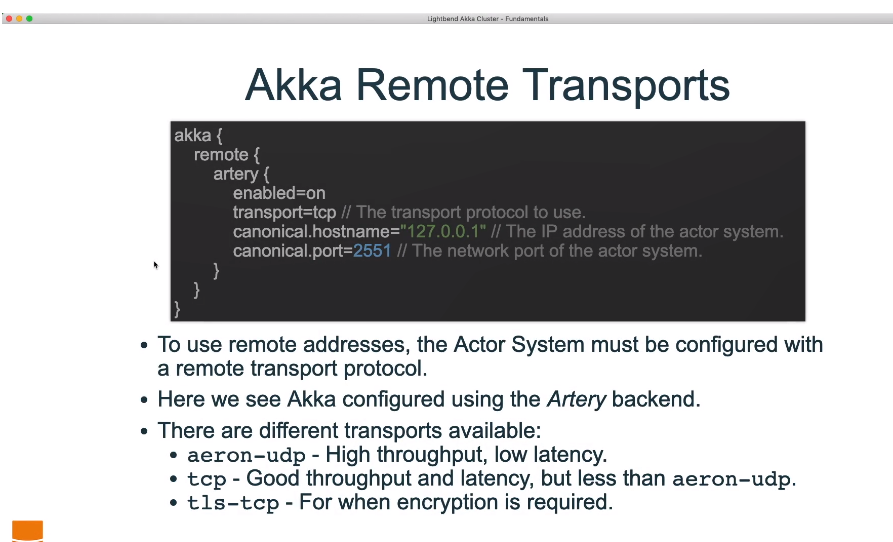 Lightbend Akka Cluster - Fundamentals
Akka Remote Transports
akka {
remote {
artery {
enabled=on
transport=tcp // The transport protocol to use.
canonical.hostname="127.0.0.1" // The IP address of the actor system.
canonical.port=2551 // The network port of the actor system.
}
}
}
• To use remote addresses, the Actor System must be configured with
a remote transport protocol.
• Here we see Akka configured using the Artery backend.
• There are different transports available:
• aeron-udp - High throughput, low latency.
• tcp - Good throughput and latency, but less than aeron-udp.
• tls-tcp - For when encryption is required.